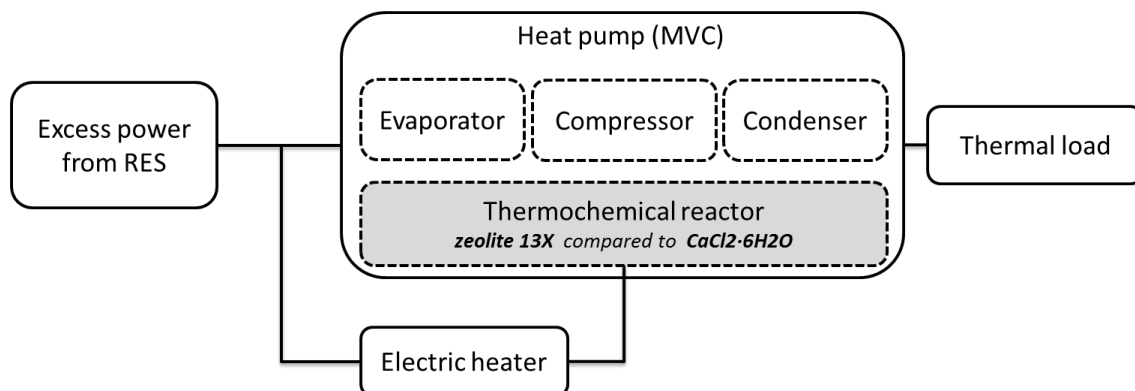 Heat pump (MVC)
Excess power
from RES
Evaporator
Compressor
Condenser
Thermal load
Thermochemical reactor
zeolite 13X compared to CaCl2·6H2O
Electric heater